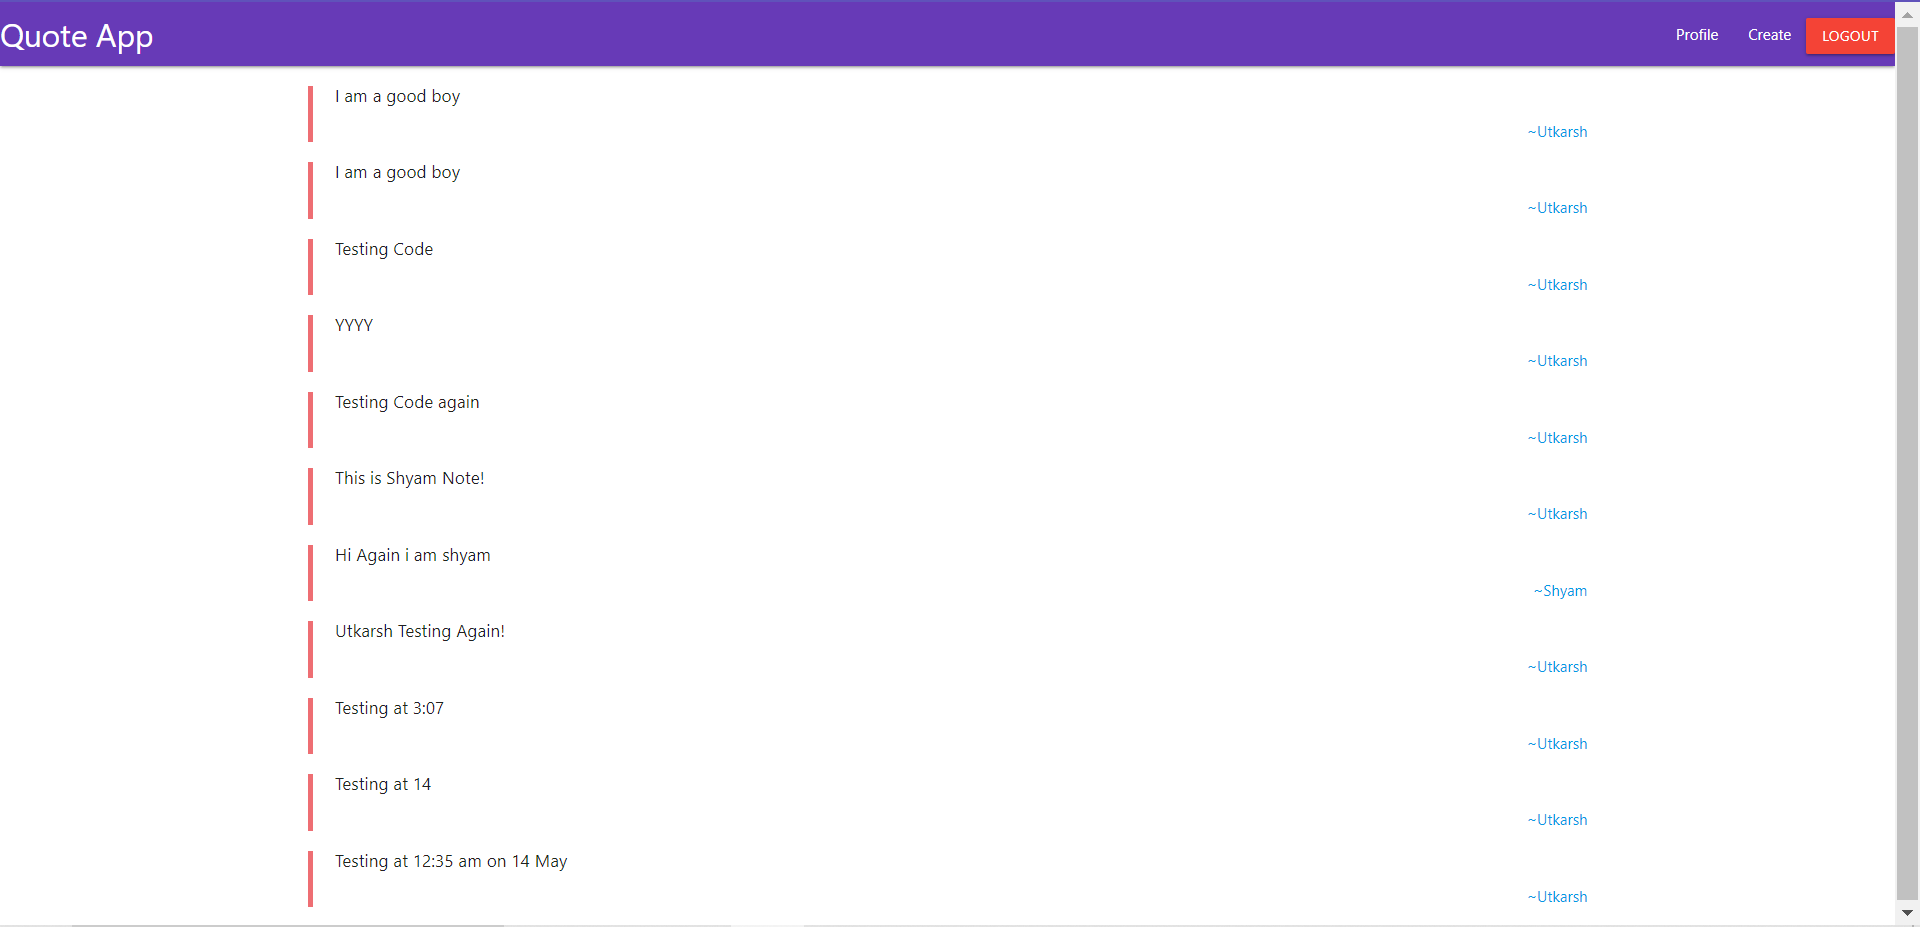 Quote App
Profile Create LOGOUT
I am a good boy
~Utkarsh
I am a good boy
~Utkarsh
Testing Code
~Utkarsh
YYYY
~Utkarsh
Testing Code again
~Utkarsh
This is Shyam Note!
~Utkarsh
Hi Again i am shyam
~Shyam
Utkarsh Testing Again!
~Utkarsh
Testing at 3:07
~Utkarsh
Testing at 14
~Utkarsh
Testing at 12:35 am on 14 May
~Utkarsh